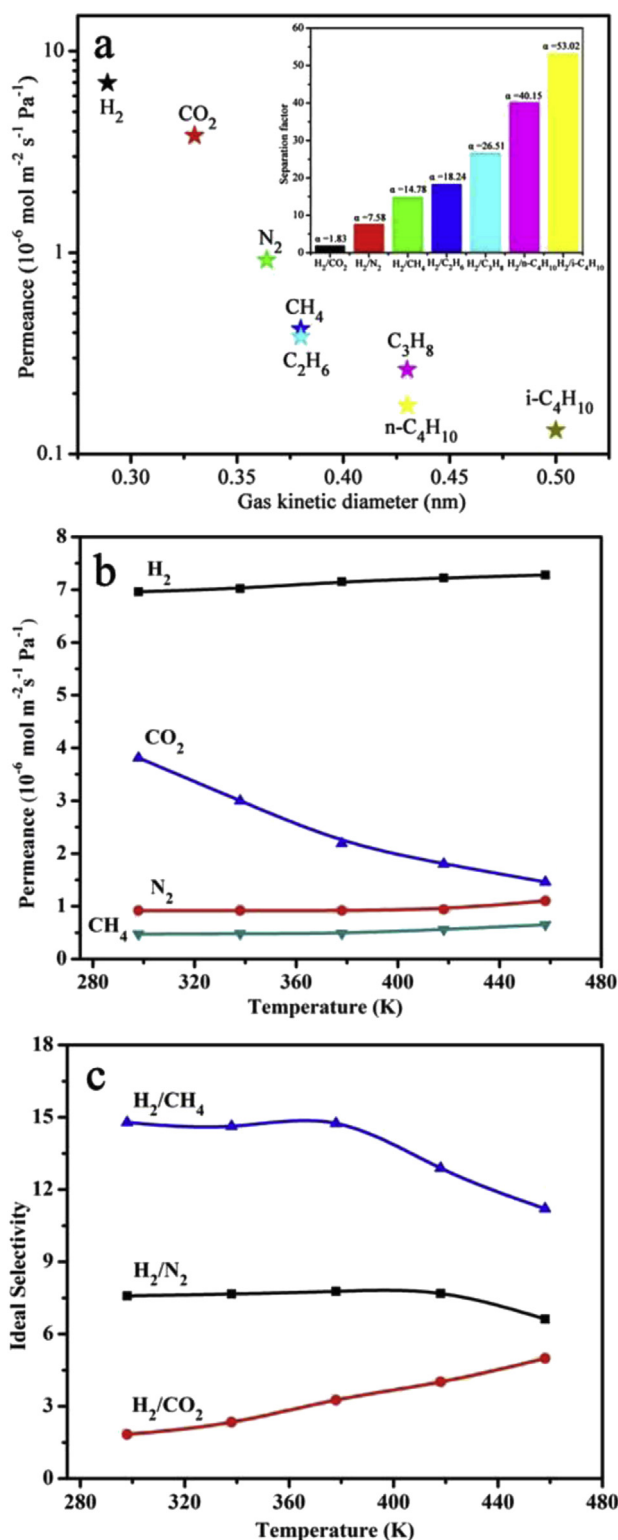 a
Permeance (10⁻⁶ mol m⁻² s⁻¹ Pa⁻¹)
10
1
0.1
H₂
CO₂
N₂
CH₄
C₂H₆
C₃H₈
n-C₄H₁₀
i-C₄H₁₀
0.30 0.35 0.40 0.45 0.50
Gas kinetic diameter (nm)
Separation factor
60
50
40
30
20
10
0
α =1.83
α =7.58
α =14.78
α =18.24
α =26.51
α =40.15
α =53.02
H₂/CO₂ H₂/N₂ H₂/CH₄ H₂/C₂H₆ H₂/C₃H₈ H₂/n-C₄H₁₀ H₂/i-C₄H₁₀
b
Permeance (10⁻⁶ mol m⁻² s⁻¹ Pa⁻¹)
8
7
6
5
4
3
2
1
0
H₂
CO₂
N₂
CH₄
280 320 360 400 440 480
Temperature (K)
c
Ideal Selectivity
18
15
12
9
6
3
0
H₂/CH₄
H₂/N₂
H₂/CO₂
280 320 360 400 440 480
Temperature (K)